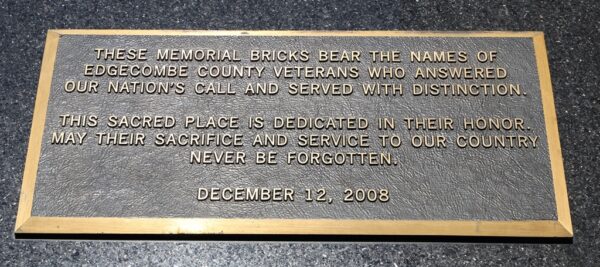 THESE MEMORIAL BRICKS BEAR THE NAMES OF
EDGECOMBE COUNTY VETERANS WHO ANSWERED
OUR NATION'S CALL AND SERVED WITH DISTINCTION.
THIS SACRED PLACE IS DEDICATED IN THEIR HONOR.
MAY THEIR SACRIFICE AND SERVICE TO OUR COUNTRY
NEVER BE FORGOTTEN.
DECEMBER 12, 2008